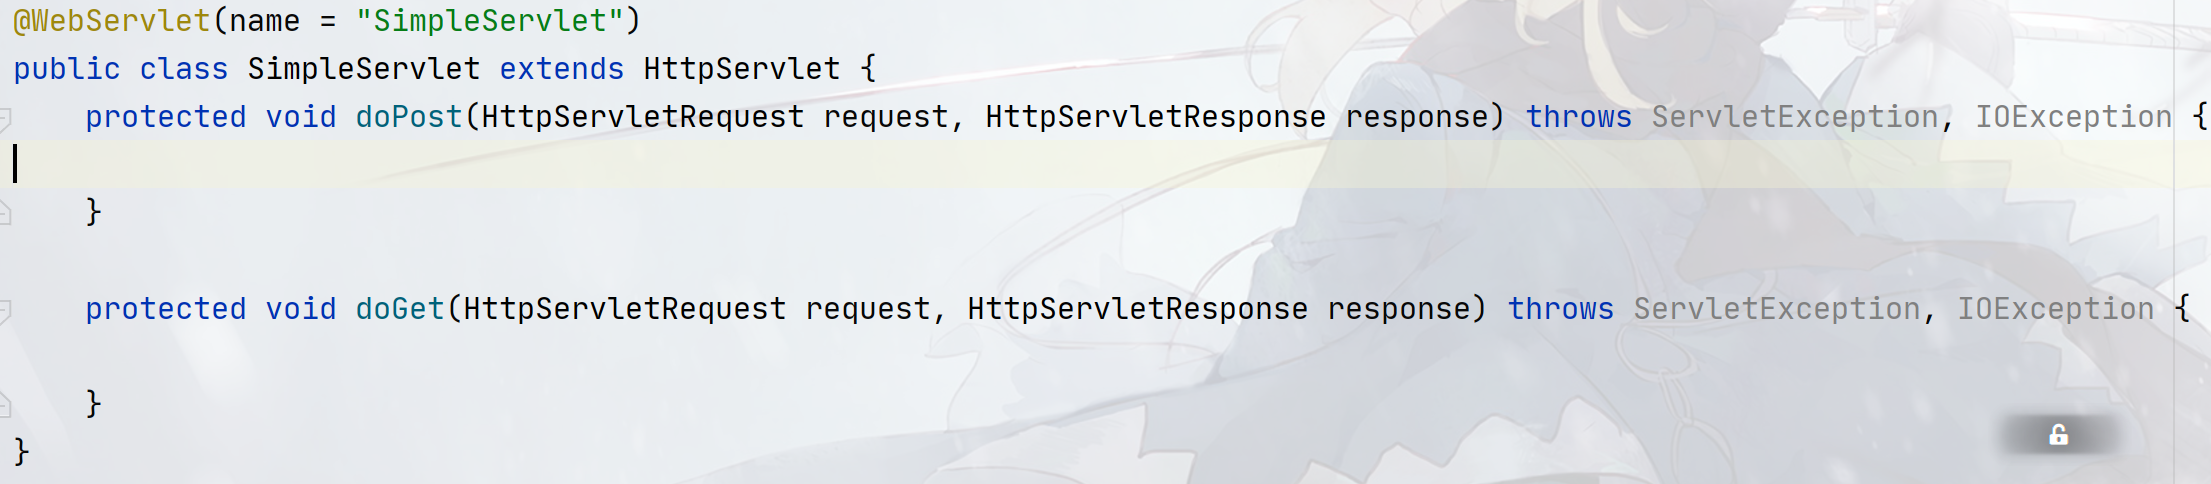 @WebServlet(name = "SimpleServlet")
public class SimpleServlet extends HttpServlet {
    protected void doPost(HttpServletRequest request, HttpServletResponse response) throws ServletException, IOException {
    }
    protected void doGet(HttpServletRequest request, HttpServletResponse response) throws ServletException, IOException {
    }
}